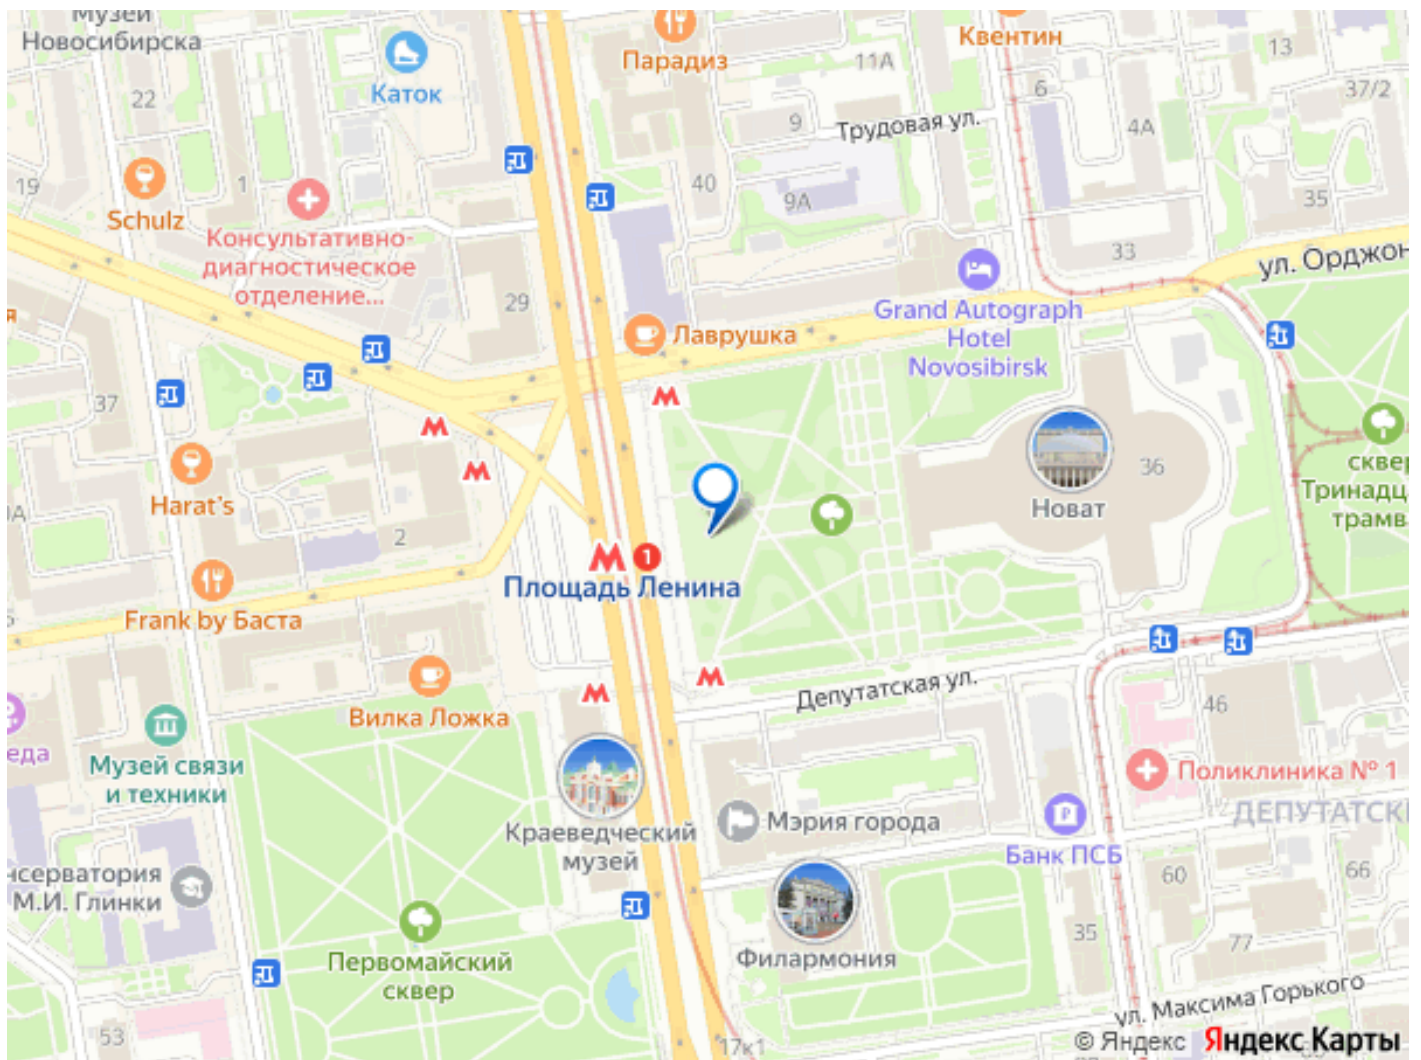 Музей
Новосибирска
Каток
Парадиз
Квентин
11А
13
37/2
22
6
9
4А
Трудовая ул.
19
1
40
9А
35
Schulz
Консультативно-
диагностическое
отделение...
33
ул. Орджон
29
Grand Autograph
Hotel
Novosibirsk
Лаврушка
37
М
М
М
36
сквер
Тринадца
трамв
Harat's
Новат
2
М
1
Площадь Ленина
Frank by Баста
М
М
Депутатская ул.
Вилка Ложка
46
еда
Музей связи
и техники
Поликлиника № 1
ДЕПУТАТСК
Краеведческий
музей
Мэрия города
Р
Банк ПСБ
нсерватория
М.И. Глинки
60
66
35
77
Филармония
Первомайский
сквер
ул. Максима Горького
53
17к1
© Яндекс Яндекс Карты